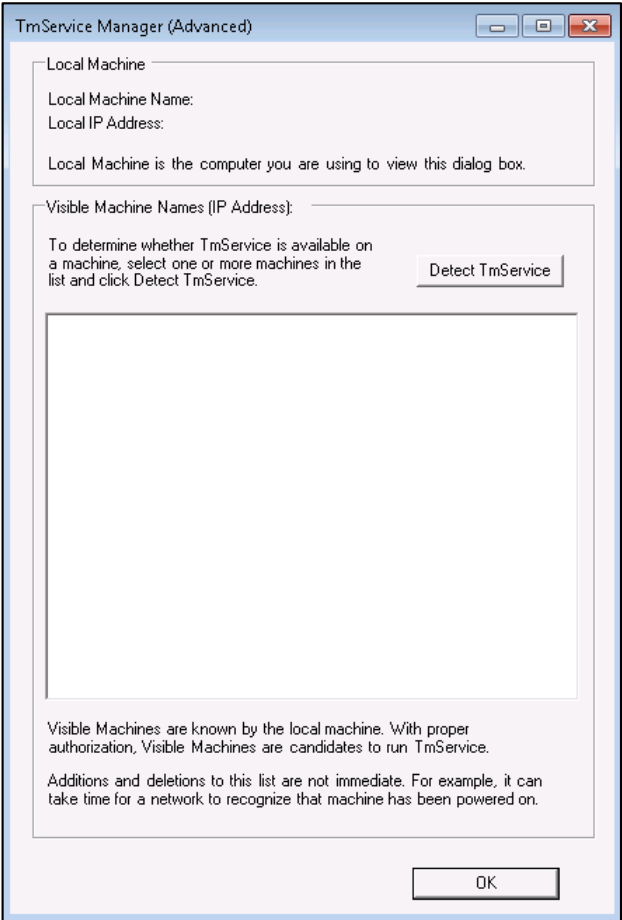 TmService Manager (Advanced)
Local Machine
Local Machine Name:
Local IP Address:
Local Machine is the computer you are using to view this dialog box.
Visible Machine Names (IP Address):
To determine whether TmService is available on
a machine, select one or more machines in the
list and click Detect TmService.
Detect TmService
Visible Machines are known by the local machine. With proper
authorization, Visible Machines are candidates to run TmService.
Additions and deletions to this list are not immediate. For example, it can
take time for a network to recognize that machine has been powered on.
OK